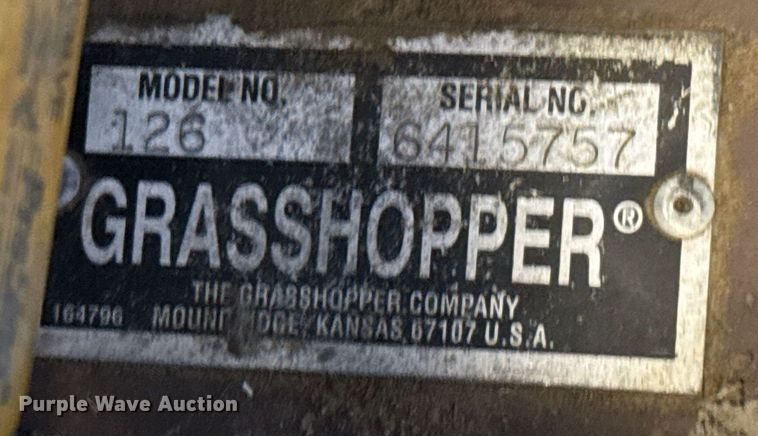 MODEL NO. SERIAL NO.
126 6415757
GRASSHOPPER®
THE GRASSHOPPER COMPANY
164796 KANSAS 67107 U.S.A.
Purple Wave Auction